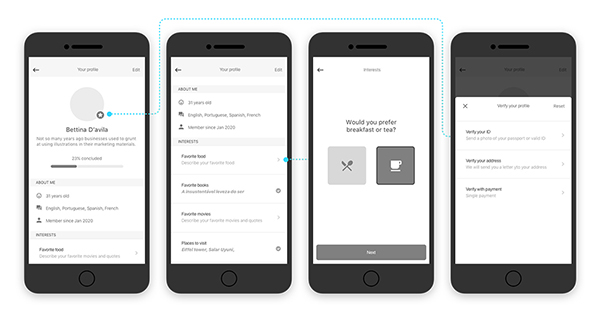 Your profile Edit
Bettina D'avila
Not so many years ago businesses used to grunt
at using illustrations in their marketing materials.
20% concluded
ABOUT ME
31 years old
English, Portuguese, Spanish, French
Member since Jan 2020
INTERESTS
Favorite food
Describe your favorite movies and quotes
Your profile Edit
ABOUT ME
31 years old
English, Portuguese, Spanish, French
Member since Jan 2020
INTERESTS
Favorite food
Describe your favorite food
Favorite books
A insustentável leveza do ser
Favorite movies
Describe your favorite movies and quotes
Places to visit
Eiffel tower, Salar Uyuni,
Interests
Would you prefer
breakfast or tea?
Next
Your profile Edit
Verify your profile Reset
Verify your ID
Send a photo of your passport or valid ID
Verify your address
We will send you a letter pto your address
Verify with payment
Single payment